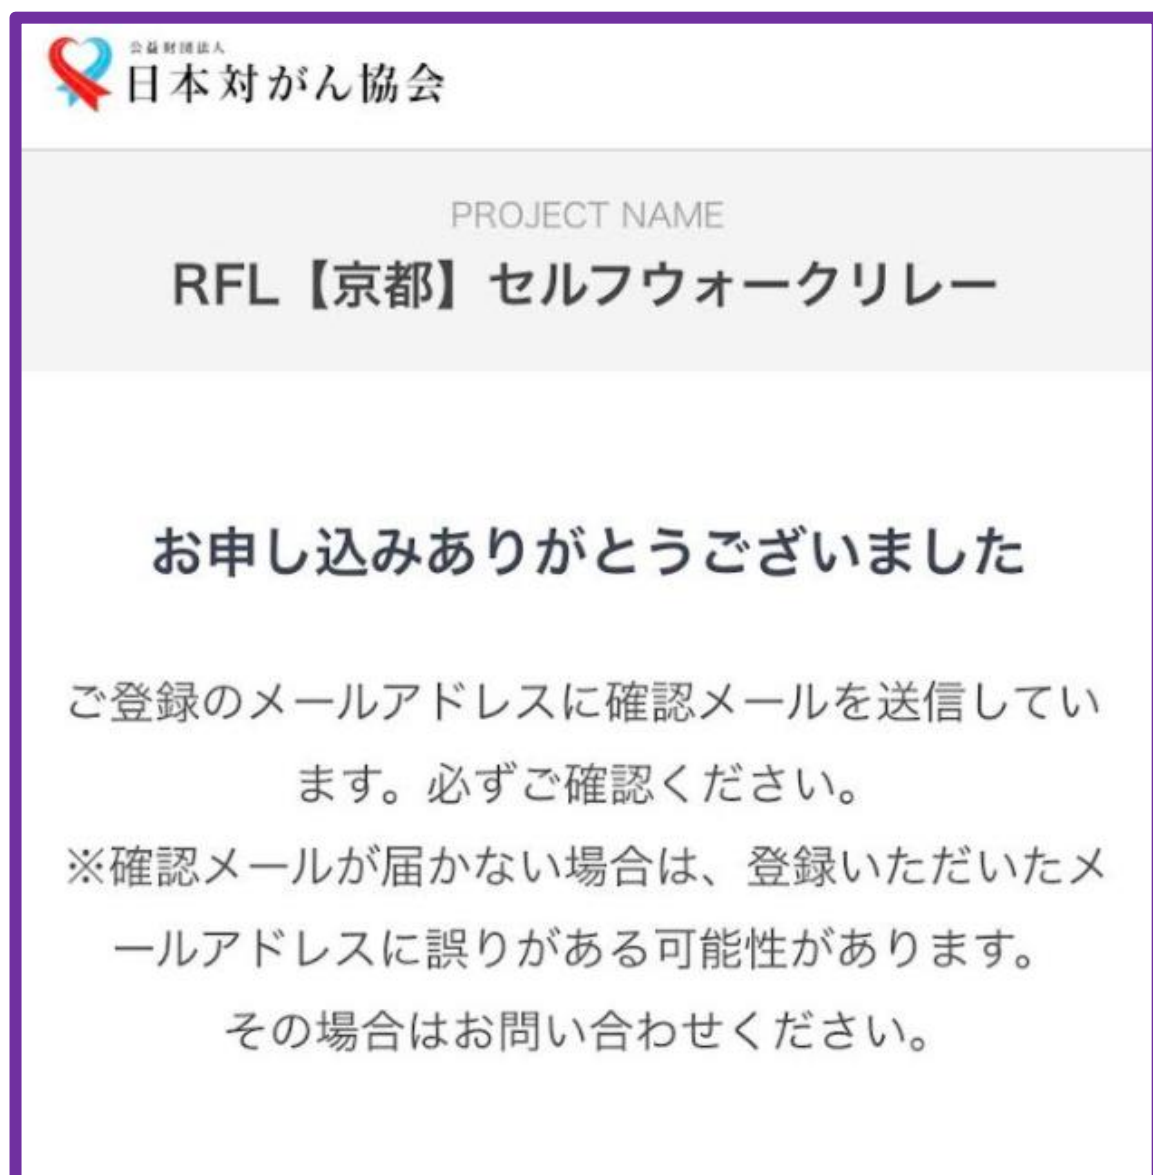 公益財団法人
日本対がん協会
PROJECT NAME
RFL【京都】セルフウォークリレー
お申し込みありがとうございました
ご登録のメールアドレスに確認メールを送信してい
ます。必ずご確認ください。
※確認メールが届かない場合は、登録いただいたメ
ールアドレスに誤りがある可能性があります。
その場合はお問い合わせください。